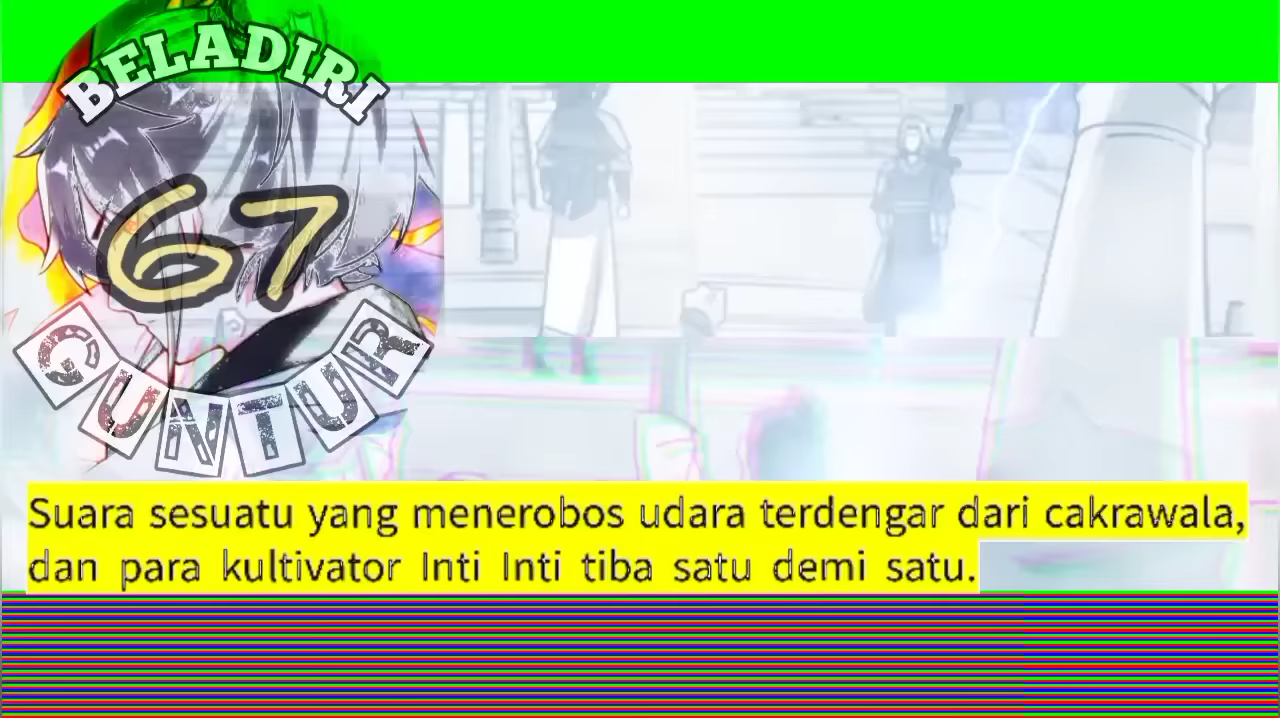 BELADIRI
67
GUNTUR
Suara sesuatu yang menerobos udara terdengar dari cakrawala,
dan para kultivator Inti Inti tiba satu demi satu.